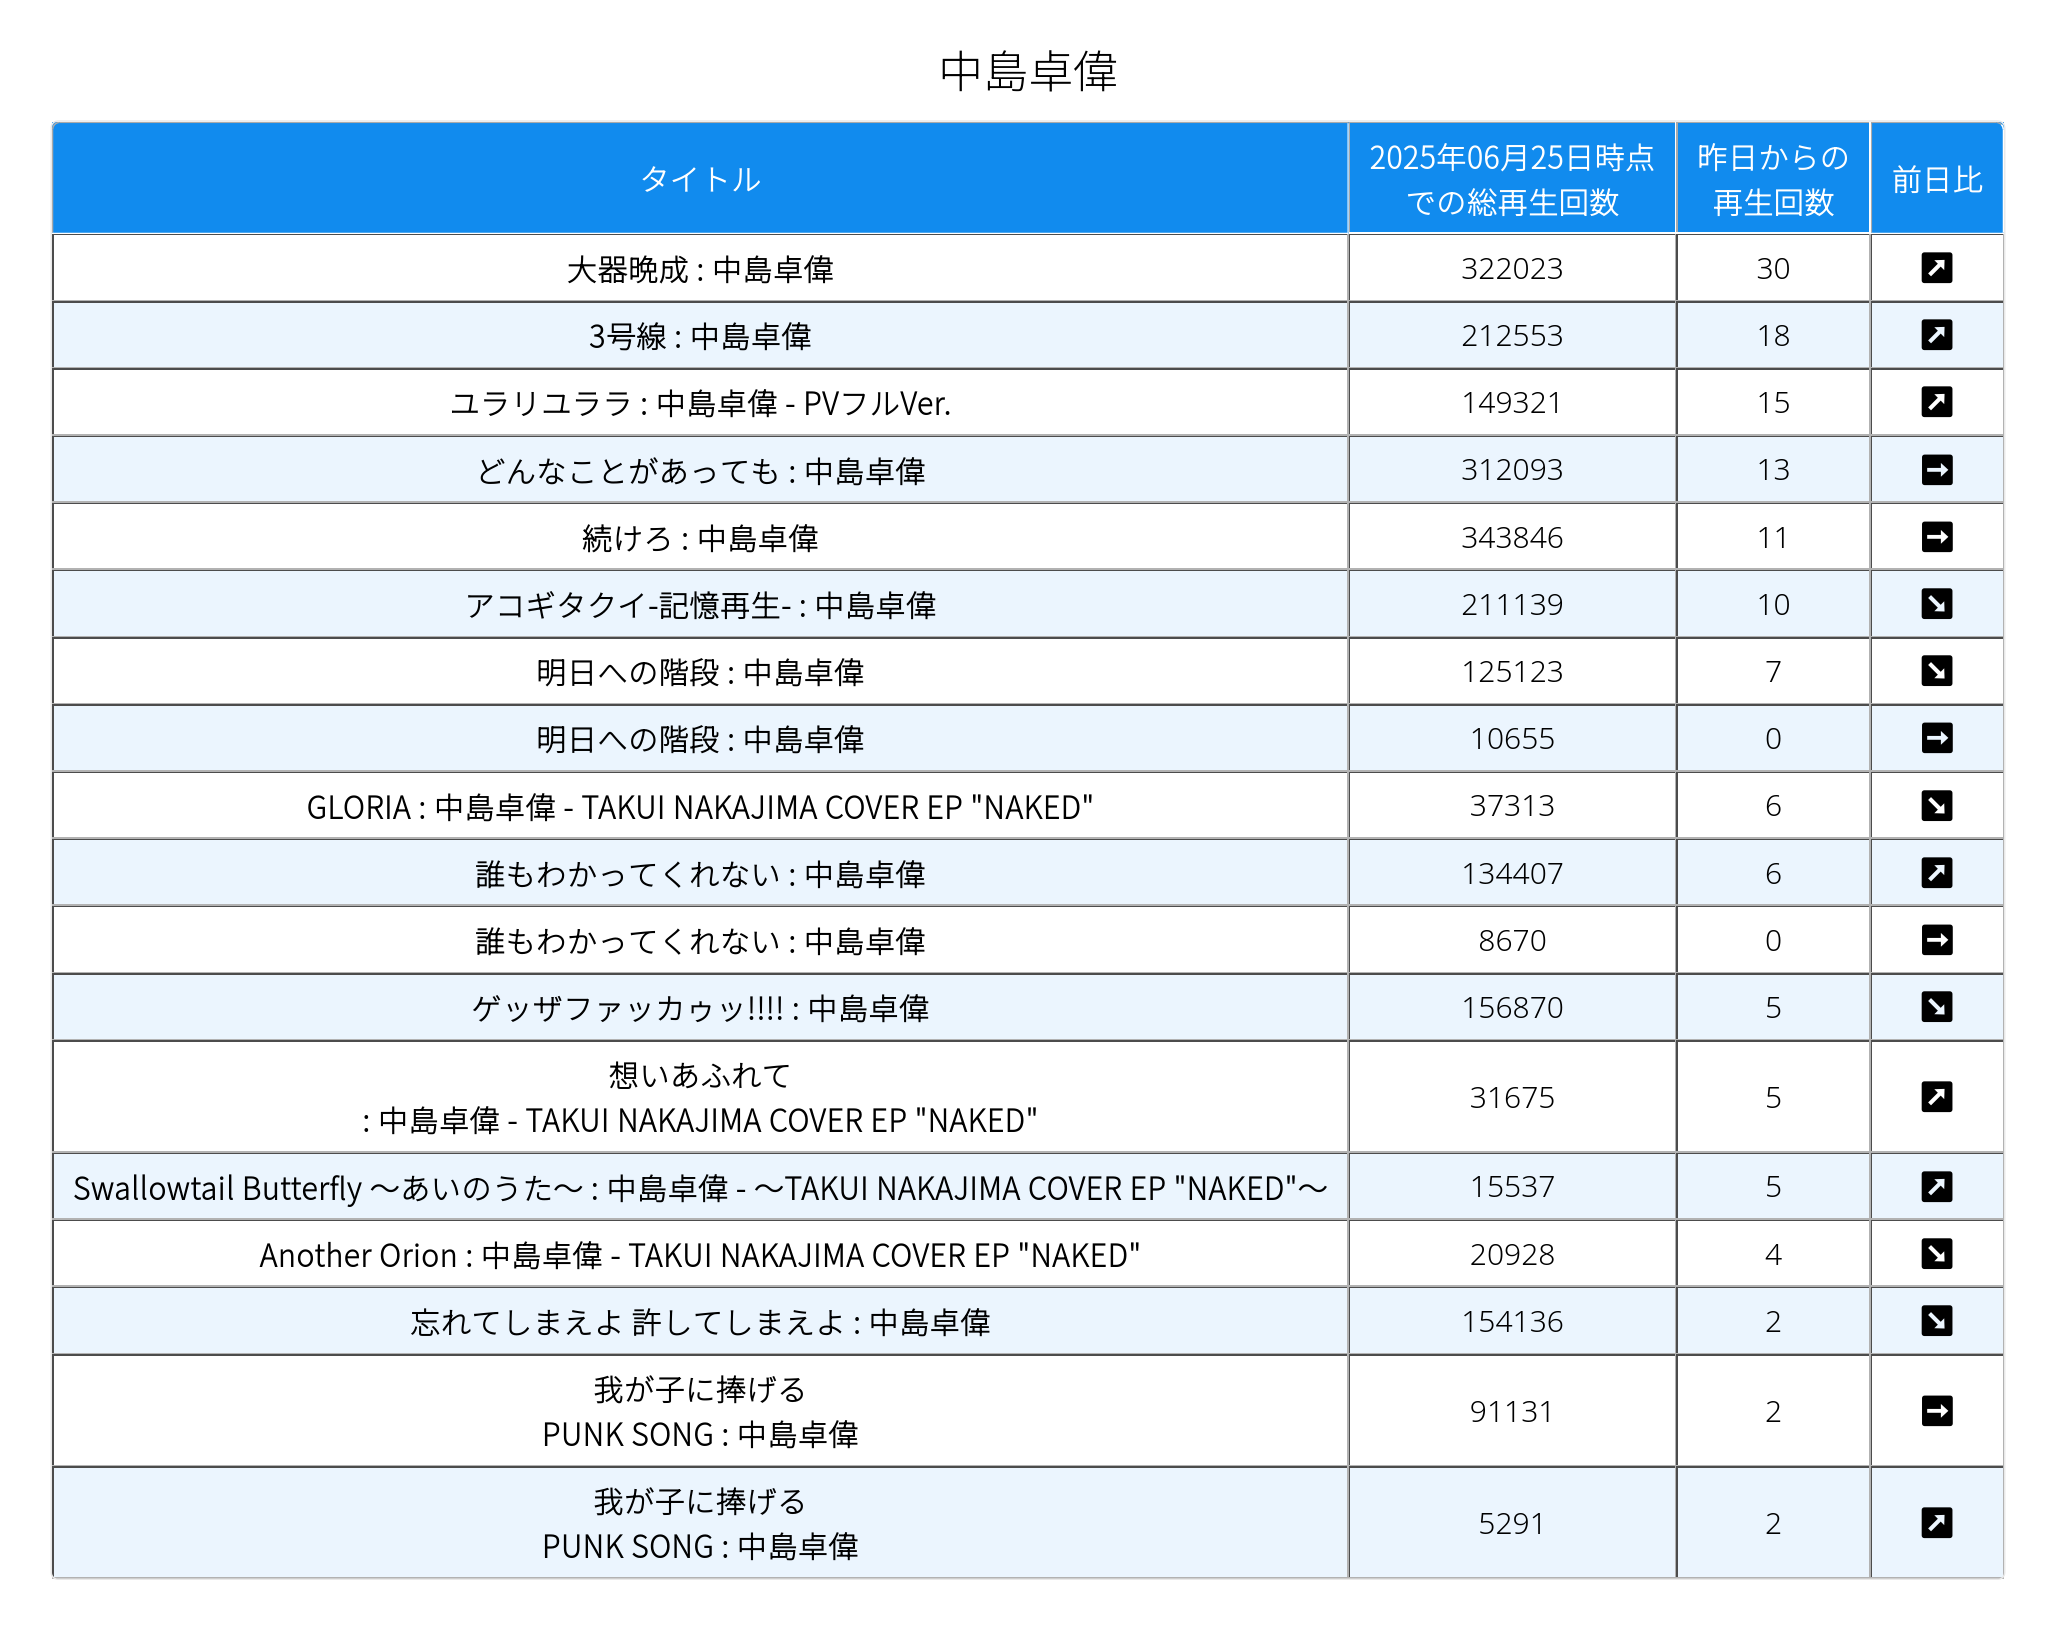 中島卓偉
タイトル
2025年06月25日時点
での総再生回数
昨日からの
再生回数
前日比
大器晩成 : 中島卓偉 322023 30 ↗
3号線 : 中島卓偉 212553 18 ↗
ユラリユララ : 中島卓偉 - PVフルVer. 149321 15 ↗
どんなことがあっても : 中島卓偉 312093 13 →
続けろ : 中島卓偉 343846 11 →
アコギタクイ-記憶再生- : 中島卓偉 211139 10 ↘
明日への階段 : 中島卓偉 125123 7 ↘
明日への階段 : 中島卓偉 10655 0 →
GLORIA : 中島卓偉 - TAKUI NAKAJIMA COVER EP "NAKED" 37313 6 ↘
誰もわかってくれない : 中島卓偉 134407 6 ↗
誰もわかってくれない : 中島卓偉 8670 0 →
ゲッザファッカゥッ!!!! : 中島卓偉 156870 5 ↘
想いあふれて
: 中島卓偉 - TAKUI NAKAJIMA COVER EP "NAKED" 31675 5 ↗
Swallowtail Butterfly 〜あいのうた〜 : 中島卓偉 - 〜TAKUI NAKAJIMA COVER EP "NAKED"〜 15537 5 ↗
Another Orion : 中島卓偉 - TAKUI NAKAJIMA COVER EP "NAKED" 20928 4 ↘
忘れてしまえよ 許してしまえよ : 中島卓偉 154136 2 ↘
我が子に捧げる
PUNK SONG : 中島卓偉 91131 2 →
我が子に捧げる
PUNK SONG : 中島卓偉 5291 2 ↗